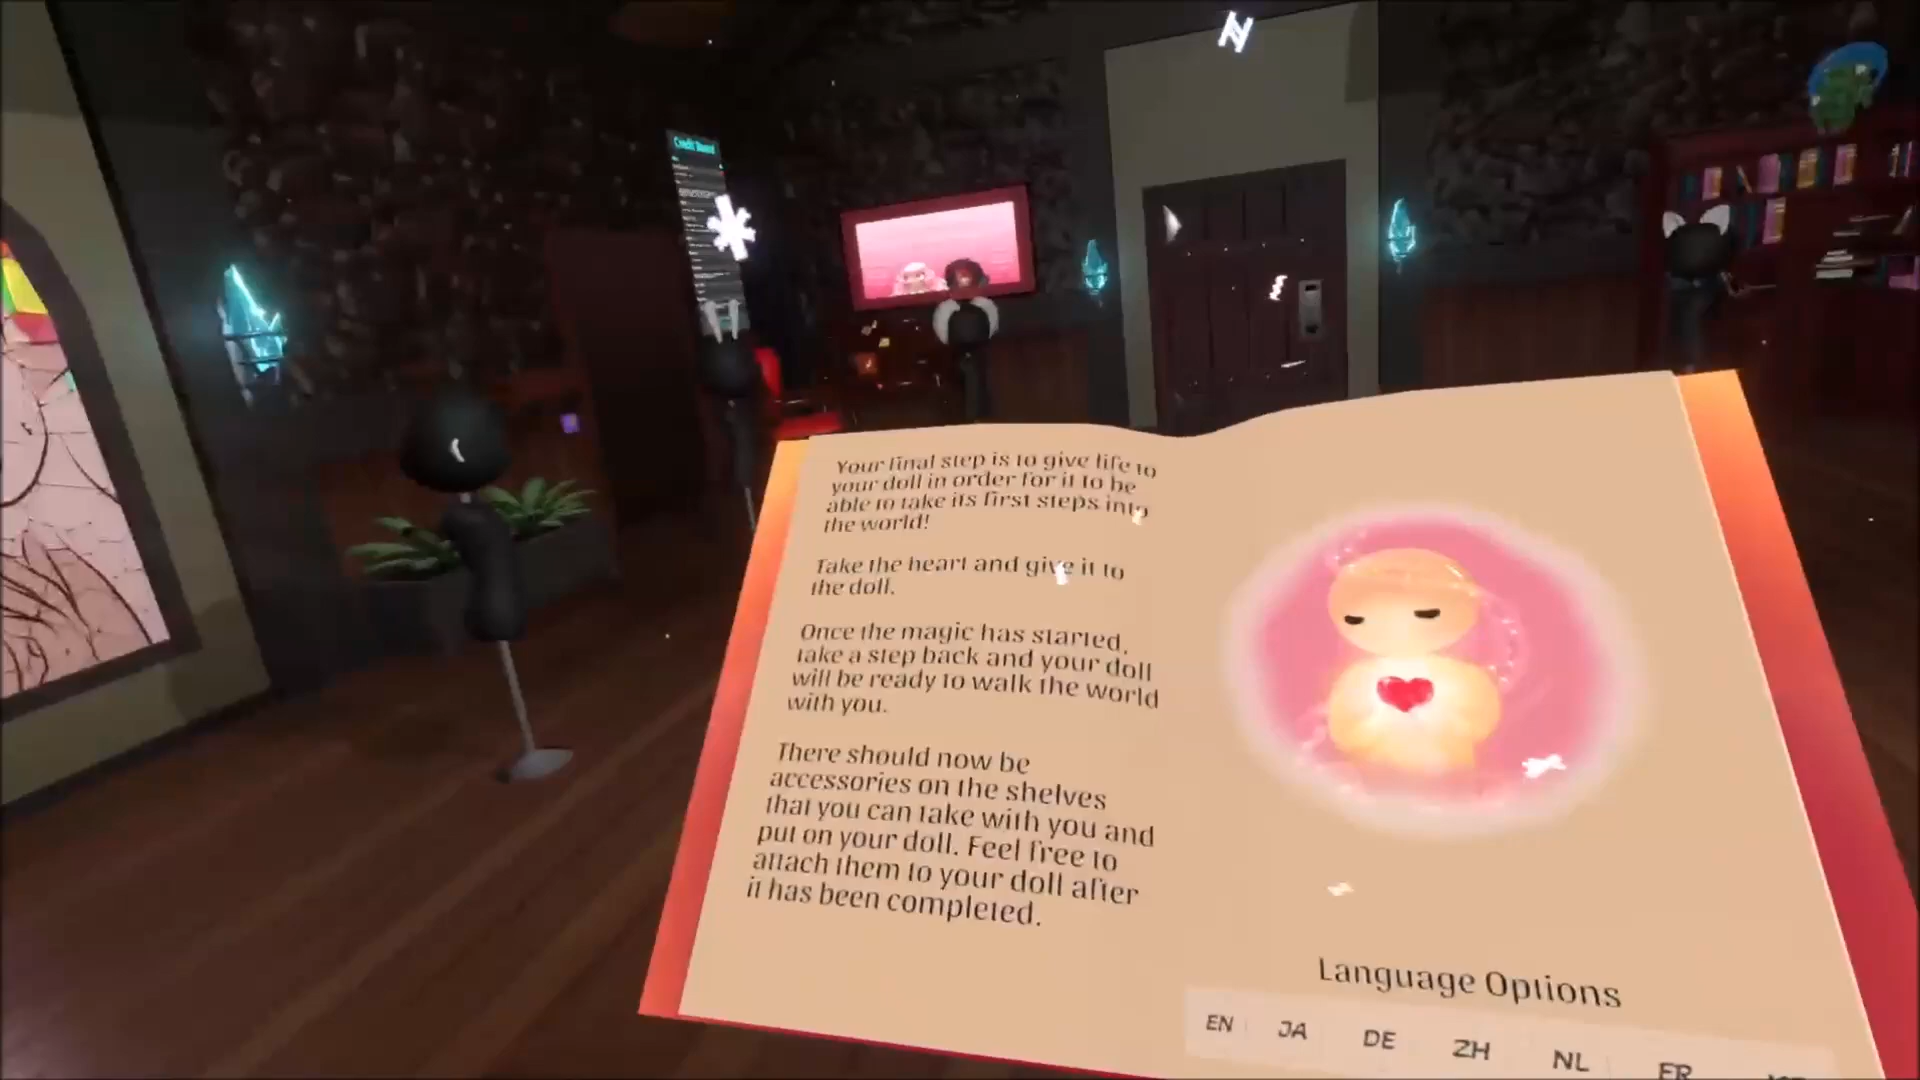 Credit Board
Your final step is to give life to
your doll in order for it to be
able to take its first steps into
the world!
Take the heart and give it to
the doll.
Once the magic has started,
take a step back and your doll
will be ready to walk the world
with you.
There should now be
accessories on the shelves
that you can take with you and
put on your doll. Feel free to
attach them to your doll after
it has been completed.
Language Options
EN JA DE ZH NL FR